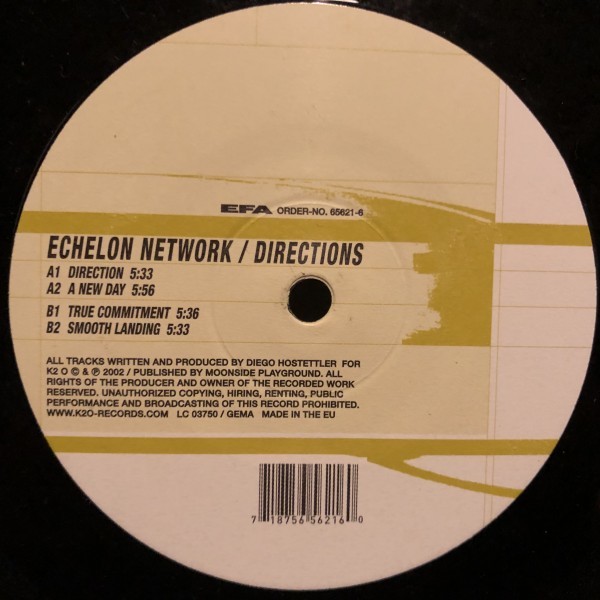 EFA ORDER-NO. 65621-6
ECHELON NETWORK / DIRECTIONS
A1 DIRECTION 5:33
A2 A NEW DAY 5:56
B1 TRUE COMMITMENT 5:36
B2 SMOOTH LANDING 5:33
ALL TRACKS WRITTEN AND PRODUCED BY DIEGO HOSTETTLER FOR
K2 O © & ℗ 2002 / PUBLISHED BY MOONSIDE PLAYGROUND. ALL
RIGHTS OF THE PRODUCER AND OWNER OF THE RECORDED WORK
RESERVED. UNAUTHORIZED COPYING, HIRING, RENTING, PUBLIC
PERFORMANCE AND BROADCASTING OF THIS RECORD PROHIBITED.
WWW.K2O-RECORDS.COM LC 03750 / GEMA MADE IN THE EU
7 18756 56216 0